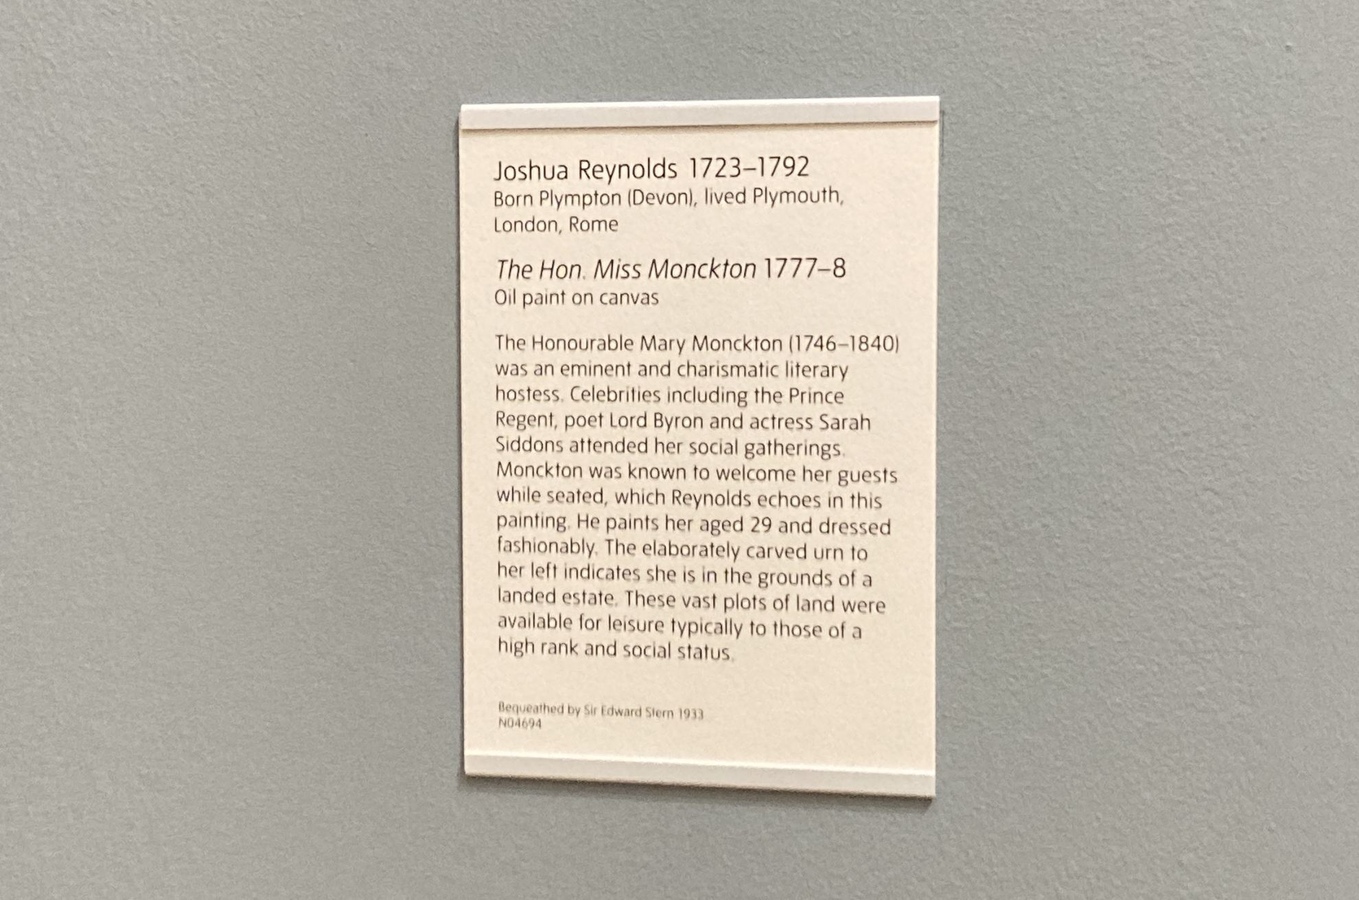 Joshua Reynolds 1723–1792
Born Plympton (Devon), lived Plymouth,
London, Rome
The Hon. Miss Monckton 1777–8
Oil paint on canvas
The Honourable Mary Monckton (1746–1840)
was an eminent and charismatic literary
hostess. Celebrities including the Prince
Regent, poet Lord Byron and actress Sarah
Siddons attended her social gatherings.
Monckton was known to welcome her guests
while seated, which Reynolds echoes in this
painting. He paints her aged 29 and dressed
fashionably. The elaborately carved urn to
her left indicates she is in the grounds of a
landed estate. These vast plots of land were
available for leisure typically to those of a
high rank and social status.
Bequeathed by Sir Edward Stern 1933
N04694